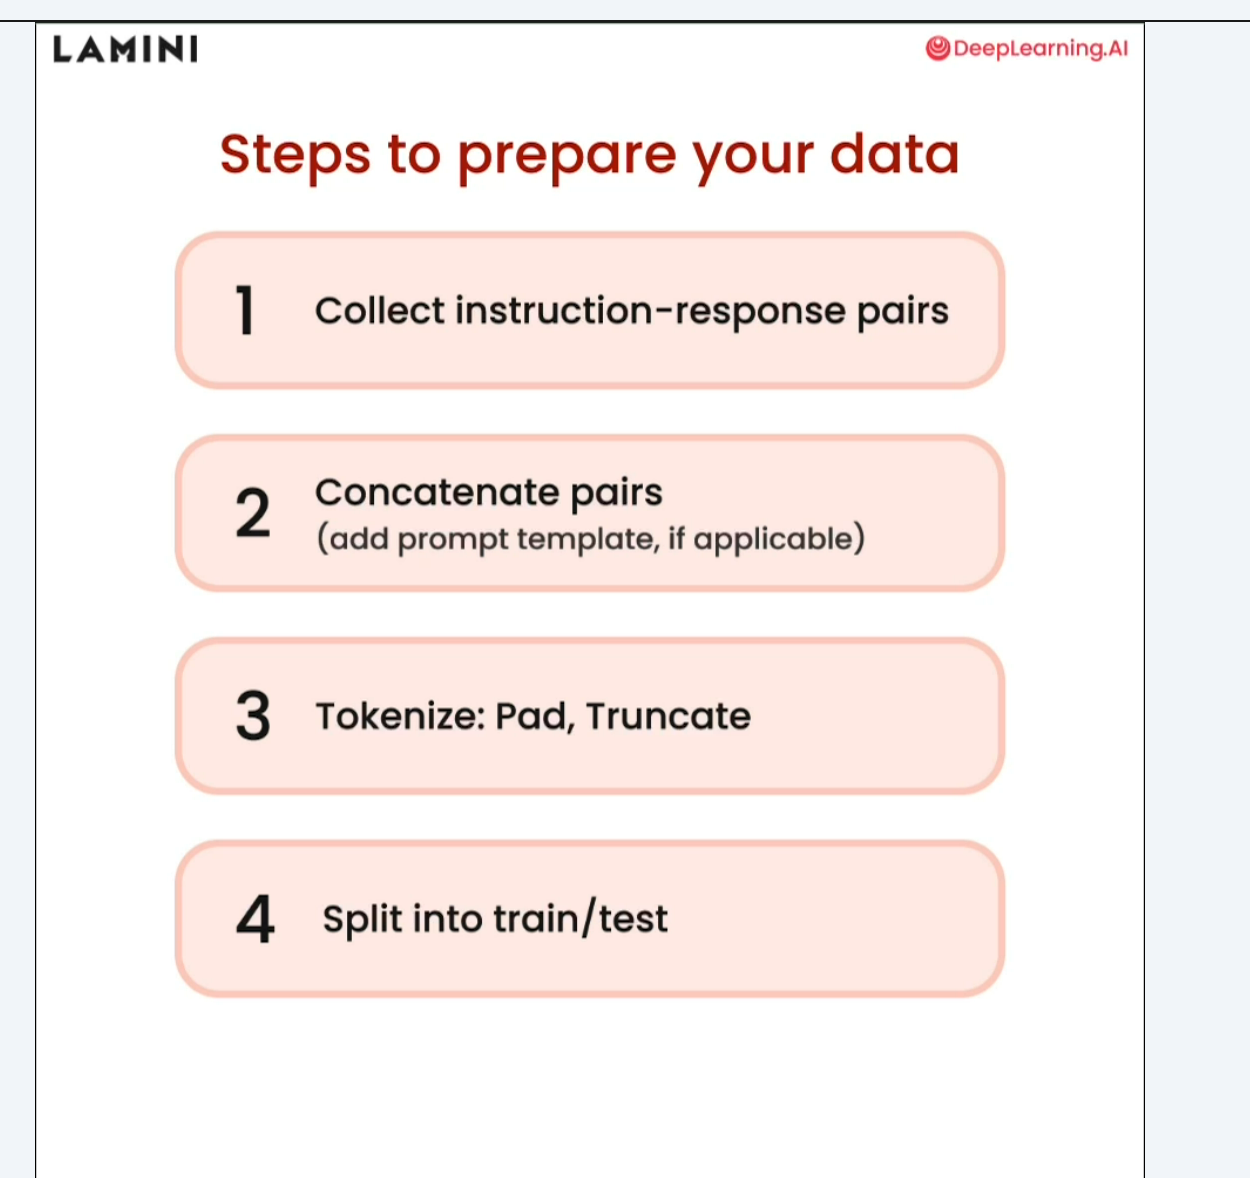 LAMINI
DeepLearning.AI
Steps to prepare your data
1
Collect instruction-response pairs
2
Concatenate pairs
(add prompt template, if applicable)
3
Tokenize: Pad, Truncate
4
Split into train/test